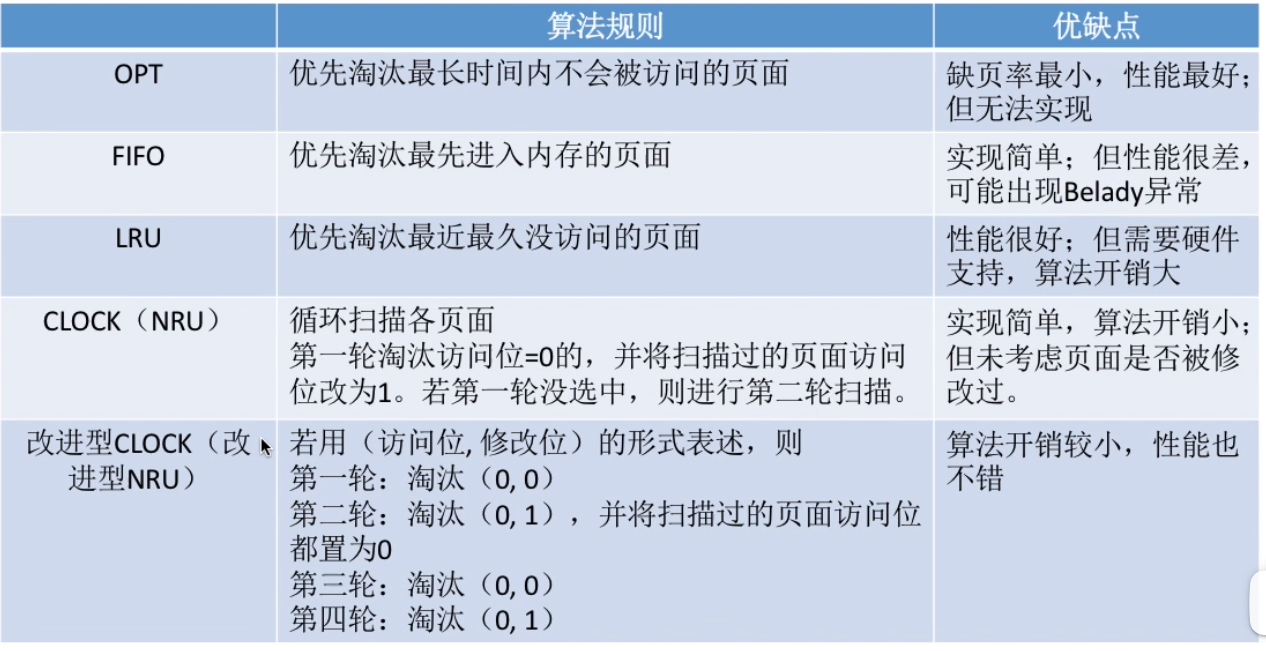 算法规则 优缺点
OPT 优先淘汰最长时间内不会被访问的页面 缺页率最小，性能最好；
但无法实现
FIFO 优先淘汰最先进入内存的页面 实现简单；但性能很差，
可能出现Belady异常
LRU 优先淘汰最近最久没访问的页面 性能很好；但需要硬件
支持，算法开销大
CLOCK（NRU） 循环扫描各页面
第一轮淘汰访问位=0的，并将扫描过的页面访问
位改为1。若第一轮没选中，则进行第二轮扫描。
实现简单，算法开销小；
但未考虑页面是否被修
改过。
改进型CLOCK（改
进型NRU）
若用（访问位, 修改位）的形式表述，则
第一轮：淘汰（0, 0）
第二轮：淘汰（0, 1），并将扫描过的页面访问位
都置为0
第三轮：淘汰（0, 0）
第四轮：淘汰（0, 1）
算法开销较小，性能也
不错